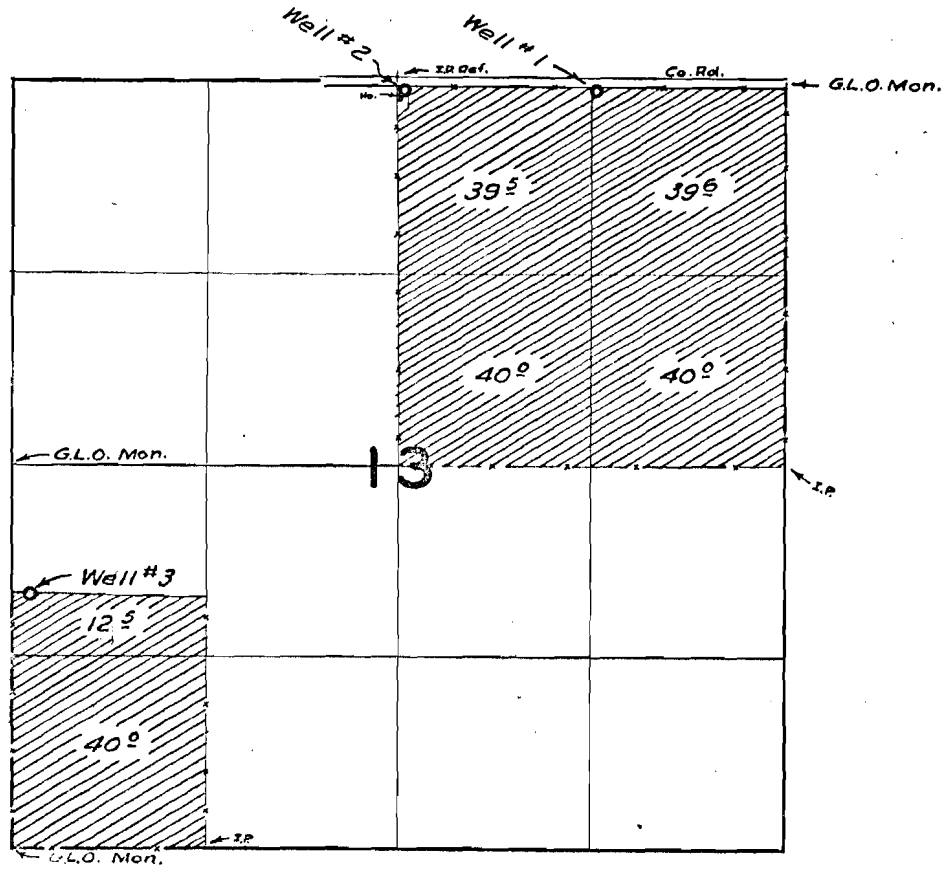 Well #2
Well #1
I.P. Ref.
Co. Rd.
G.L.O. Mon.
Ho.
39 5
39 6
40 0
40 0
G.L.O. Mon.
13
I.P.
Well #3
12 5
40 0
I.P.
G.L.O. Mon.